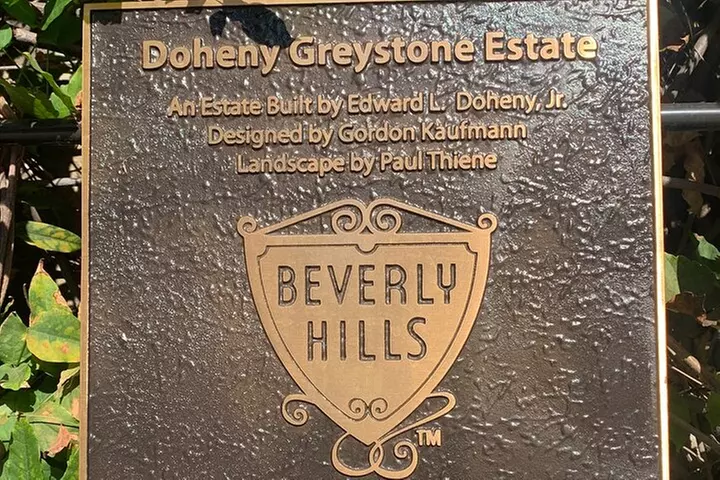 Doheny Greystone Estate
An Estate Built by Edward L. Doheny, Jr.
Designed by Gordon Kaufmann
Landscape by Paul Thiene
BEVERLY
HILLS
TM